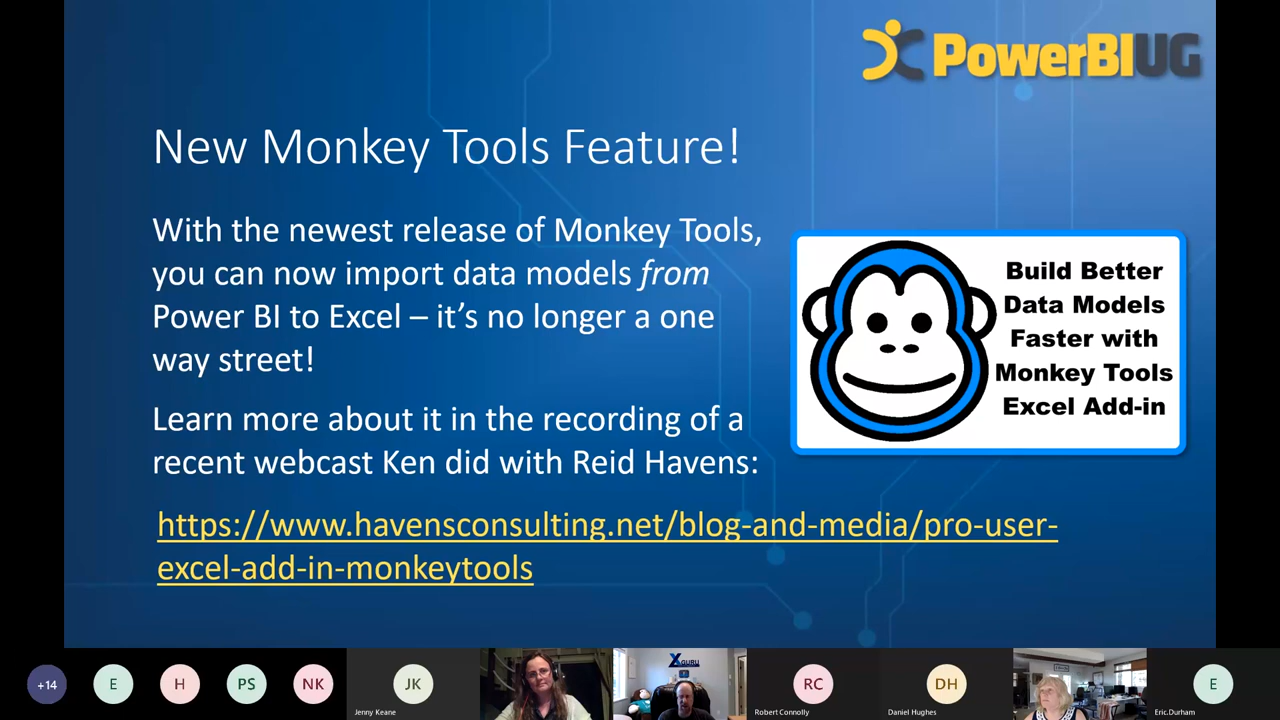 PowerBIUG
New Monkey Tools Feature!
With the newest release of Monkey Tools,
you can now import data models from
Power BI to Excel – it's no longer a one
way street!
Learn more about it in the recording of a
recent webcast Ken did with Reid Havens:
https://www.havensconsulting.net/blog-and-media/pro-user-
excel-add-in-monkeytools
Build Better
Data Models
Faster with
Monkey Tools
Excel Add-in
+14
E
H
PS
NK
JK
Jenny Keane
GURU
RC
Robert Connolly
DH
Daniel Hughes
E
Eric.Durham